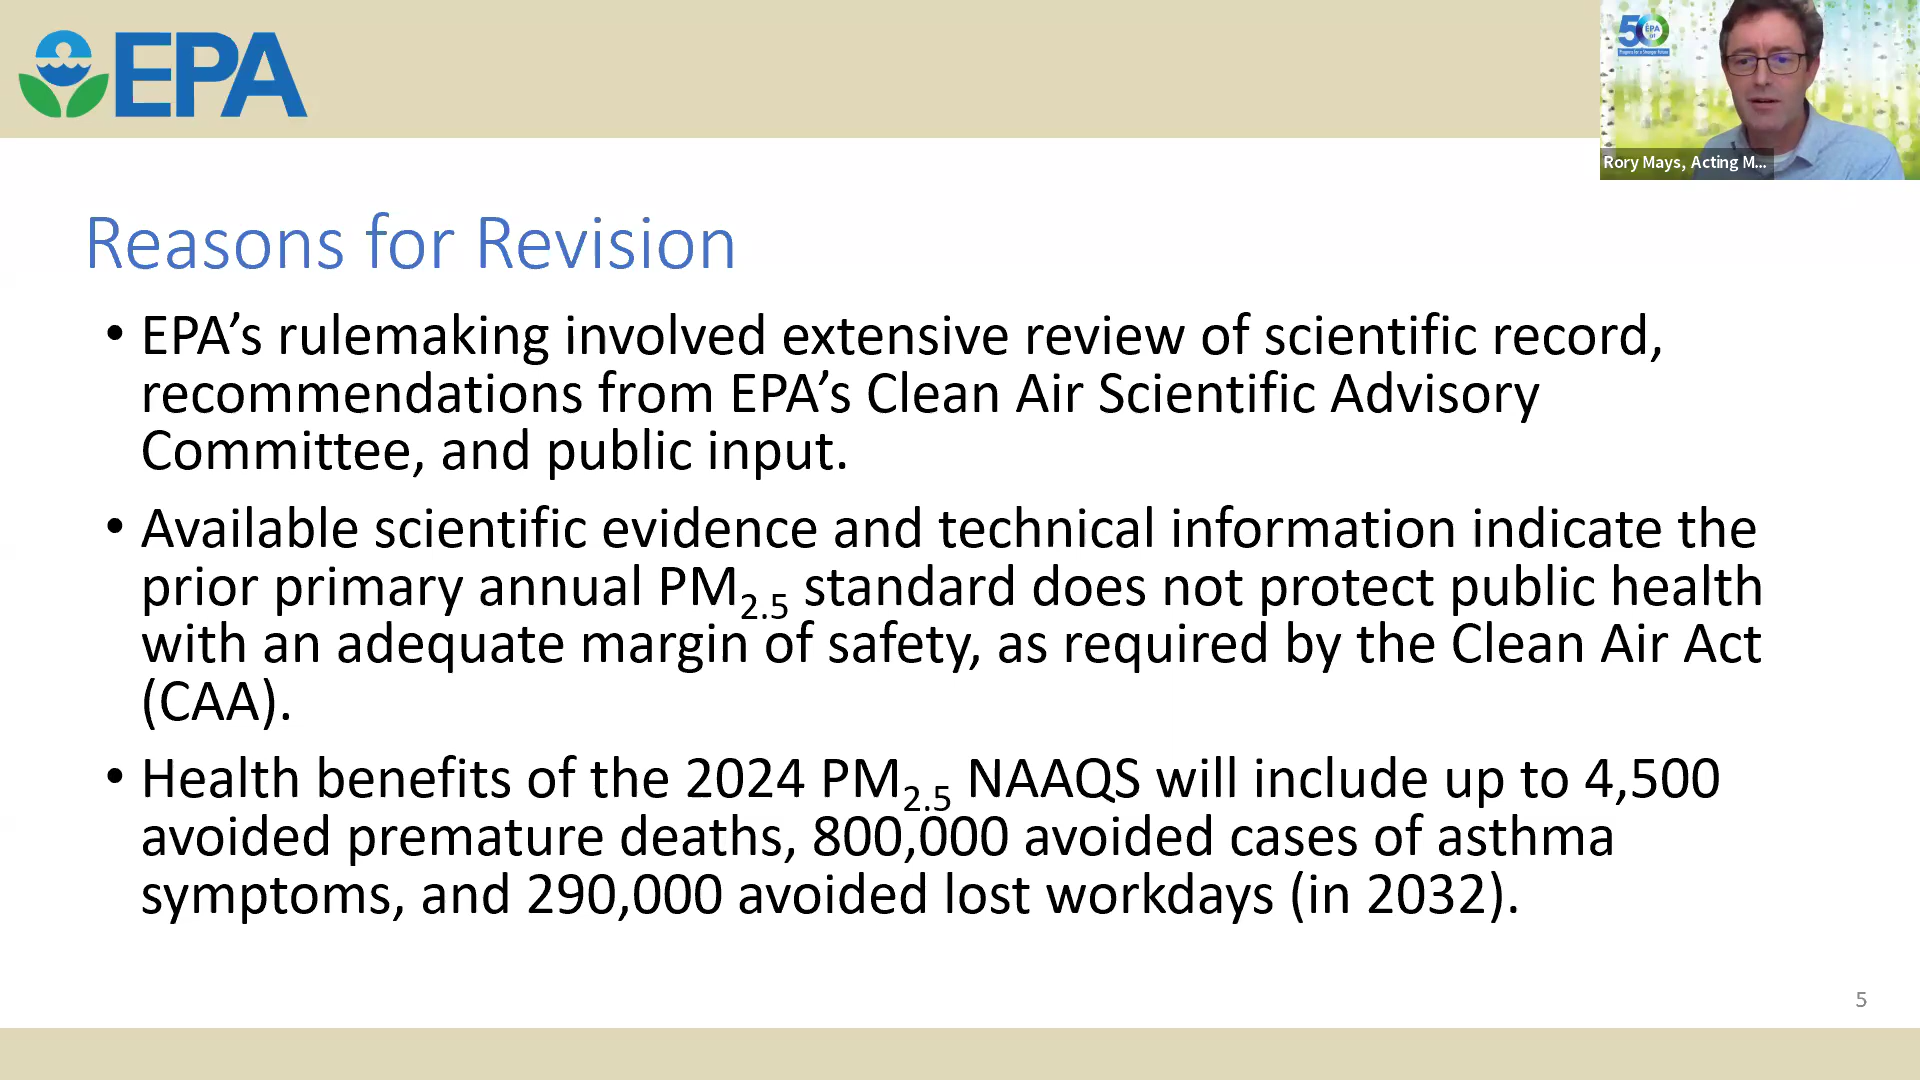 EPA
50
EPA
Rory Mays, Acting M...
Reasons for Revision
• EPA’s rulemaking involved extensive review of scientific record,
recommendations from EPA’s Clean Air Scientific Advisory
Committee, and public input.
• Available scientific evidence and technical information indicate the
prior primary annual PM2.5 standard does not protect public health
with an adequate margin of safety, as required by the Clean Air Act
(CAA).
• Health benefits of the 2024 PM2.5 NAAQS will include up to 4,500
avoided premature deaths, 800,000 avoided cases of asthma
symptoms, and 290,000 avoided lost workdays (in 2032).
5